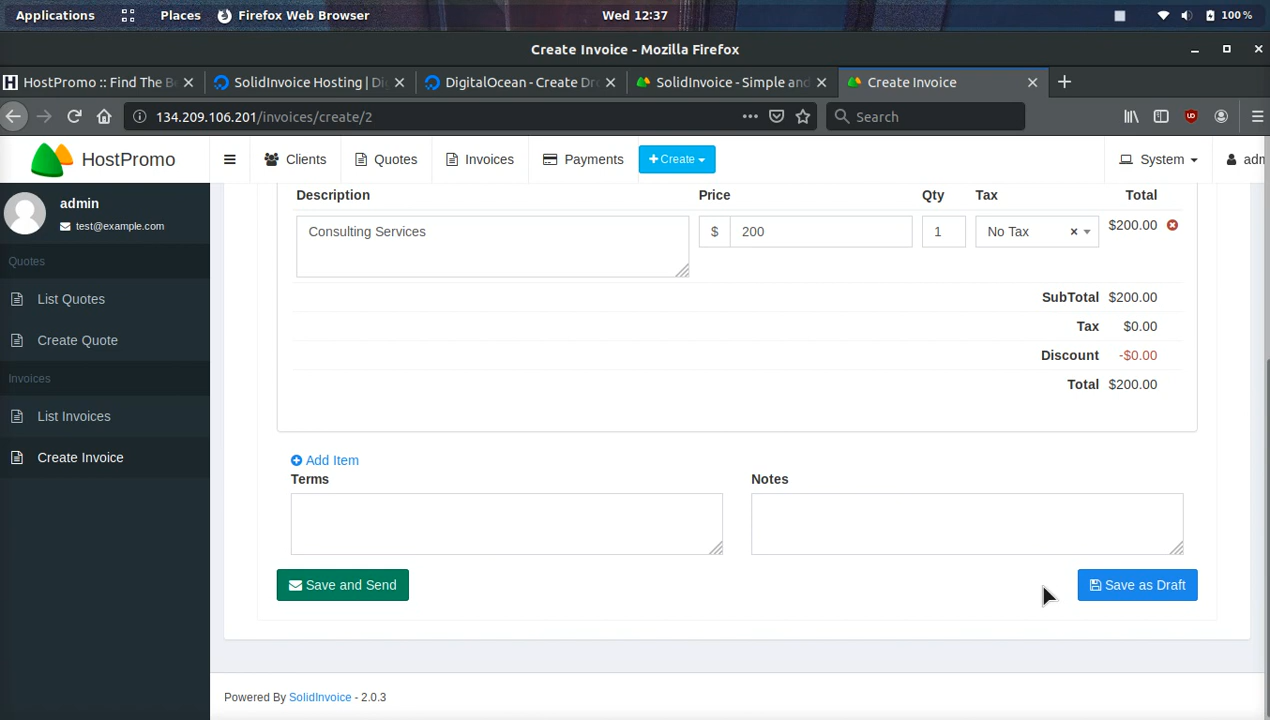 Applications Places Firefox Web Browser Wed 12:37 100 %
Create Invoice - Mozilla Firefox
HostPromo :: Find The Be SolidInvoice Hosting | Di DigitalOcean - Create Dr SolidInvoice - Simple and Create Invoice
134.209.106.201/invoices/create/2 Search
HostPromo Clients Quotes Invoices Payments Create System adm
admin
test@example.com
Quotes
List Quotes
Create Quote
Invoices
List Invoices
Create Invoice
Description Price Qty Tax Total
Consulting Services $ 200 1 No Tax × $200.00
SubTotal $200.00
Tax $0.00
Discount -$0.00
Total $200.00
Add Item
Terms Notes
Save and Send Save as Draft
Powered By SolidInvoice - 2.0.3